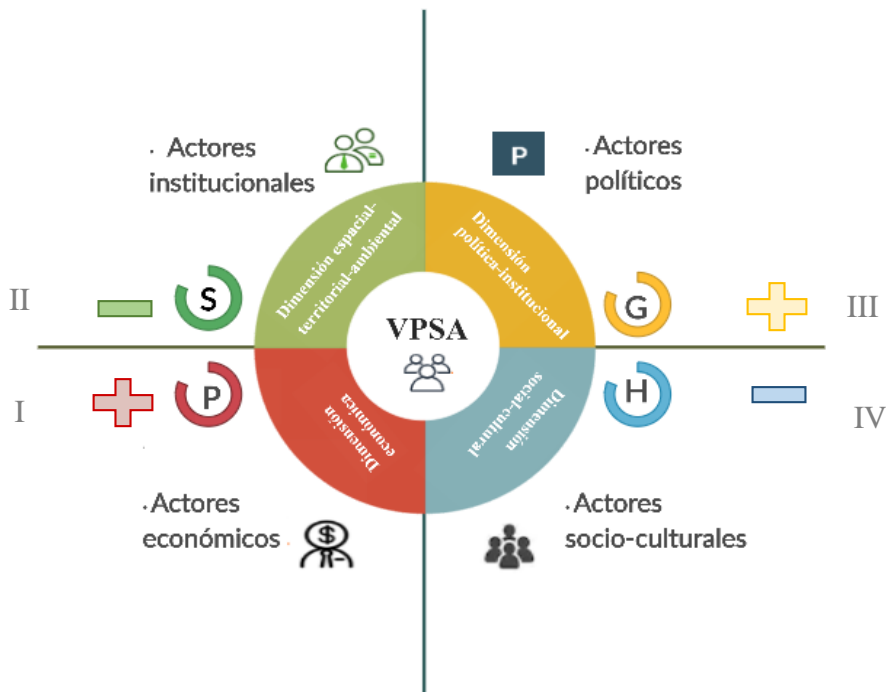 · Actores
institucionales
P
· Actores
políticos
Dimensión espacial-
territorial-ambiental
Dimensión
política-institucional
II
S
VPSA
G
III
I
P
H
IV
Dimensión
económica
Dimensión
social-cultural
· Actores
económicos
$
· Actores
socio-culturales